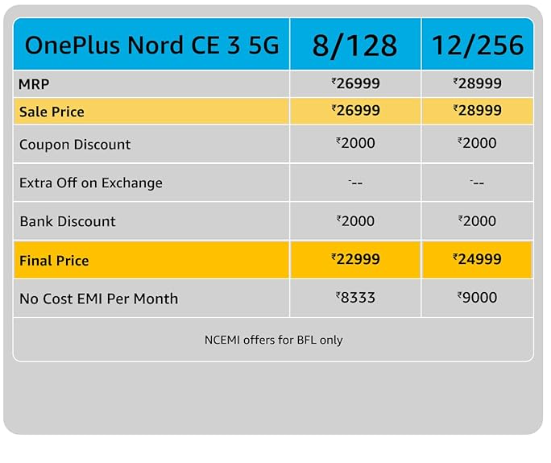 OnePlus Nord CE 3 5G 8/128 12/256
MRP ₹26999 ₹28999
Sale Price ₹26999 ₹28999
Coupon Discount ₹2000 ₹2000
Extra Off on Exchange --- ---
Bank Discount ₹2000 ₹2000
Final Price ₹22999 ₹24999
No Cost EMI Per Month ₹8333 ₹9000
NCEMI offers for BFL only